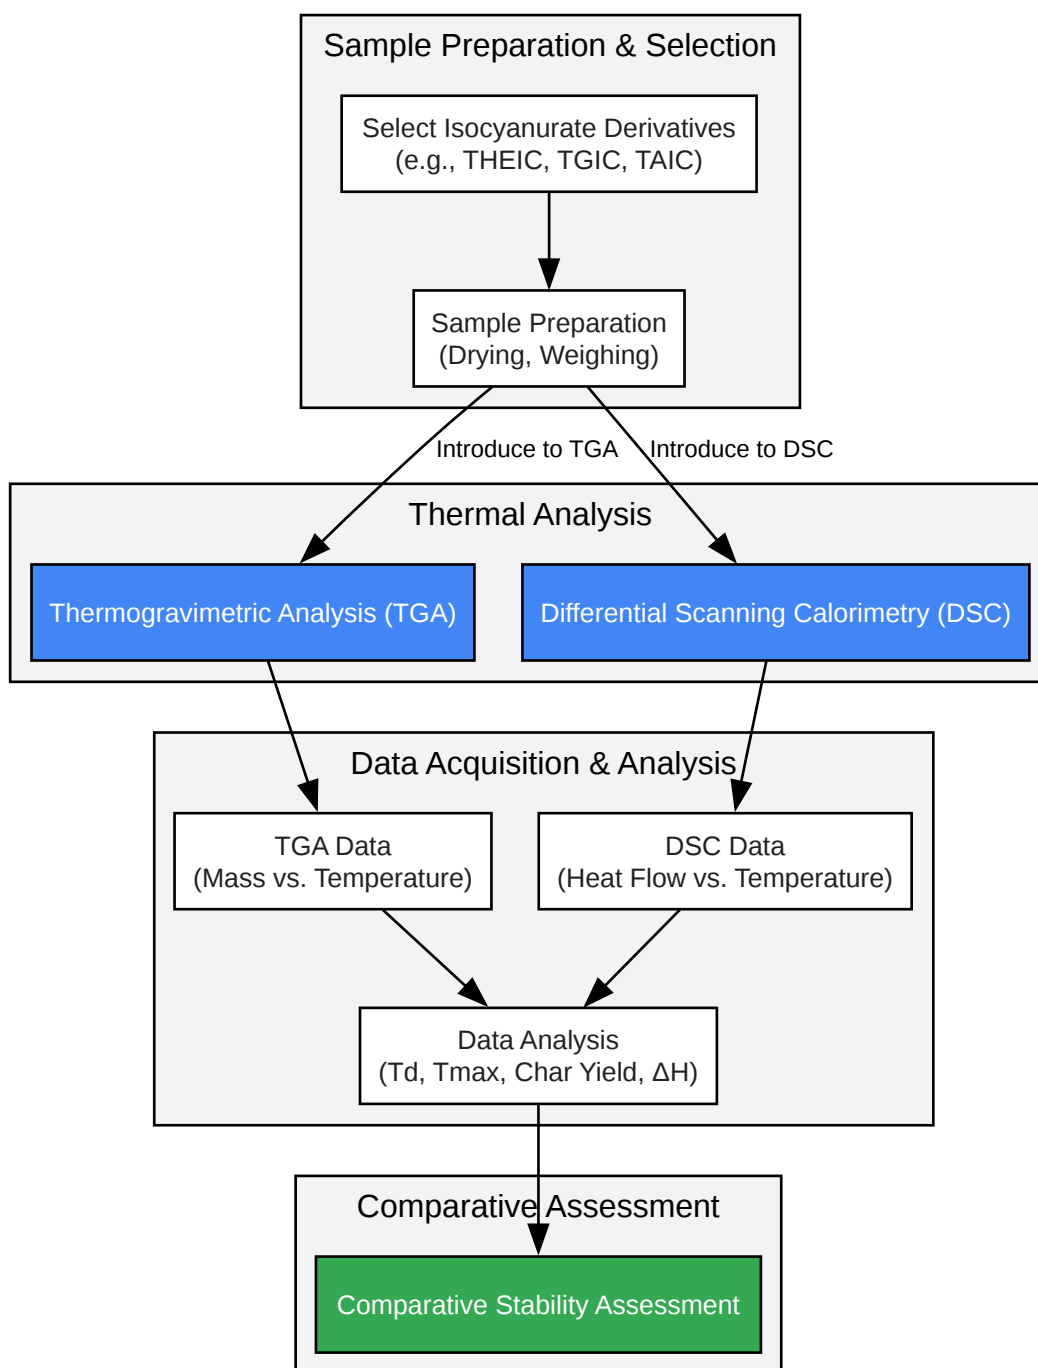 Sample Preparation & Selection
Select Isocyanurate Derivatives
(e.g., THEIC, TGIC, TAIC)
Sample Preparation
(Drying, Weighing)
Introduce to TGA
Introduce to DSC
Thermal Analysis
Thermogravimetric Analysis (TGA)
Differential Scanning Calorimetry (DSC)
Data Acquisition & Analysis
TGA Data
(Mass vs. Temperature)
DSC Data
(Heat Flow vs. Temperature)
Data Analysis
(Td, Tmax, Char Yield, ΔH)
Comparative Assessment
Comparative Stability Assessment